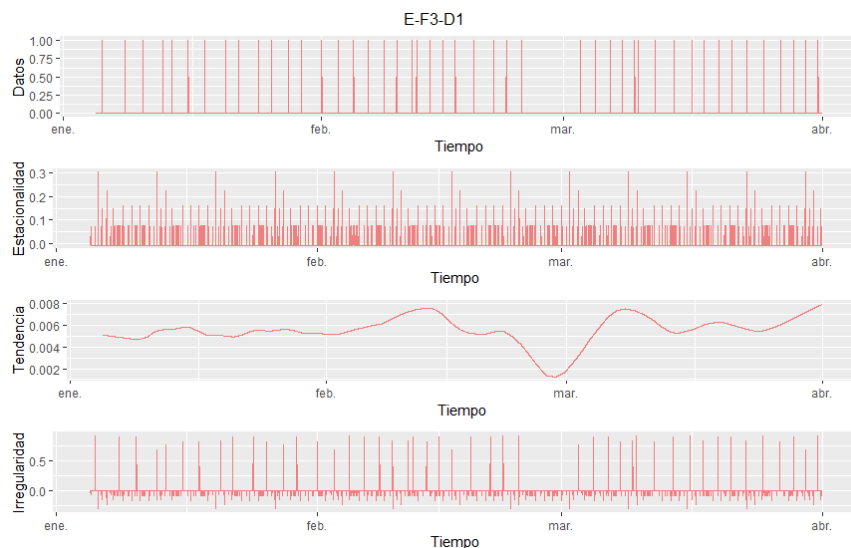 E-F3-D1
Datos
1.00
0.75
0.50
0.25
0.00
ene.
feb.
mar.
abr.
Tiempo
Estacionalidad
0.3
0.2
0.1
0.0
ene.
feb.
mar.
abr.
Tiempo
Tendencia
0.008
0.006
0.004
0.002
ene.
feb.
mar.
abr.
Tiempo
Irregularidad
0.5
0.0
ene.
feb.
mar.
abr.
Tiempo